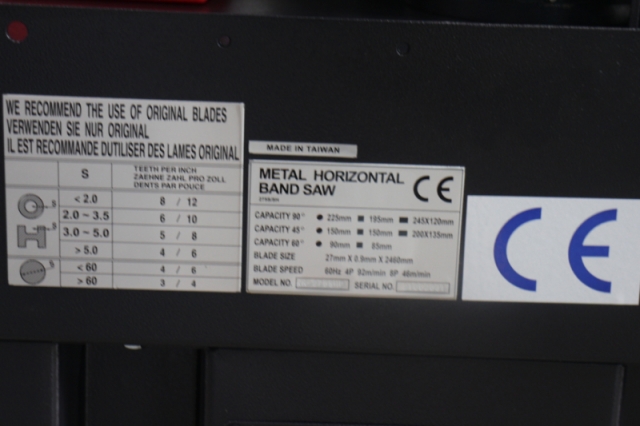 WE RECOMMEND THE USE OF ORIGINAL BLADES
VERWENDEN SIE NUR ORIGINAL
IL EST RECOMMANDE DUTILISER DES LAMES ORIGINAL
S
TEETH PER INCH
ZAEHNE ZAHL PRO ZOLL
DENTS PAR POUCE
S
< 2.0 8 / 12
2.0 ~ 3.5 6 / 10
3.0 ~ 5.0 5 / 8
> 5.0 4 / 6
S
< 60 4 / 6
> 60 3 / 4
MADE IN TAIWAN
METAL HORIZONTAL
BAND SAW
CE
CAPACITY 90° 225mm 195mm 245X120mm
CAPACITY 45° 150mm 150mm 200X135mm
CAPACITY 60° 90mm 85mm
BLADE SIZE 27mm X 0.9mm X 2460mm
BLADE SPEED 60Hz 4P 92m/min 8P 46m/min
MODEL NO. SERIAL NO.
CE